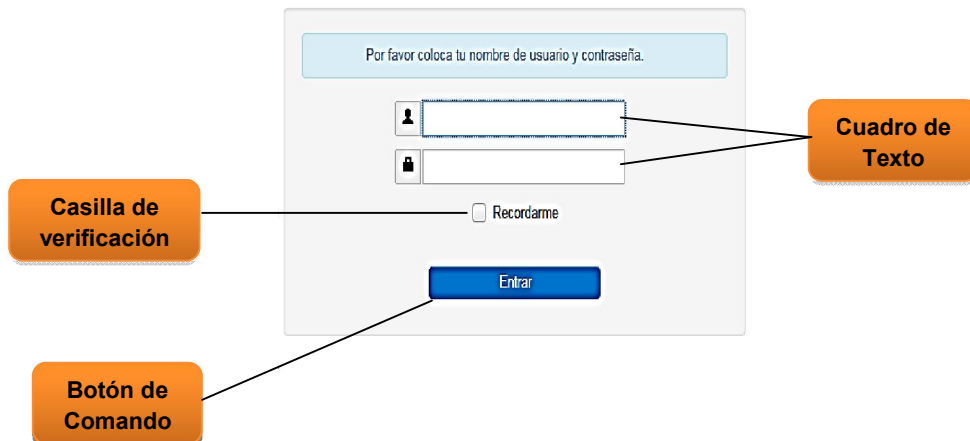 Por favor coloca tu nombre de usuario y contraseña.
Cuadro de
Texto
Casilla de
verificación
Recordarme
Entrar
Botón de
Comando